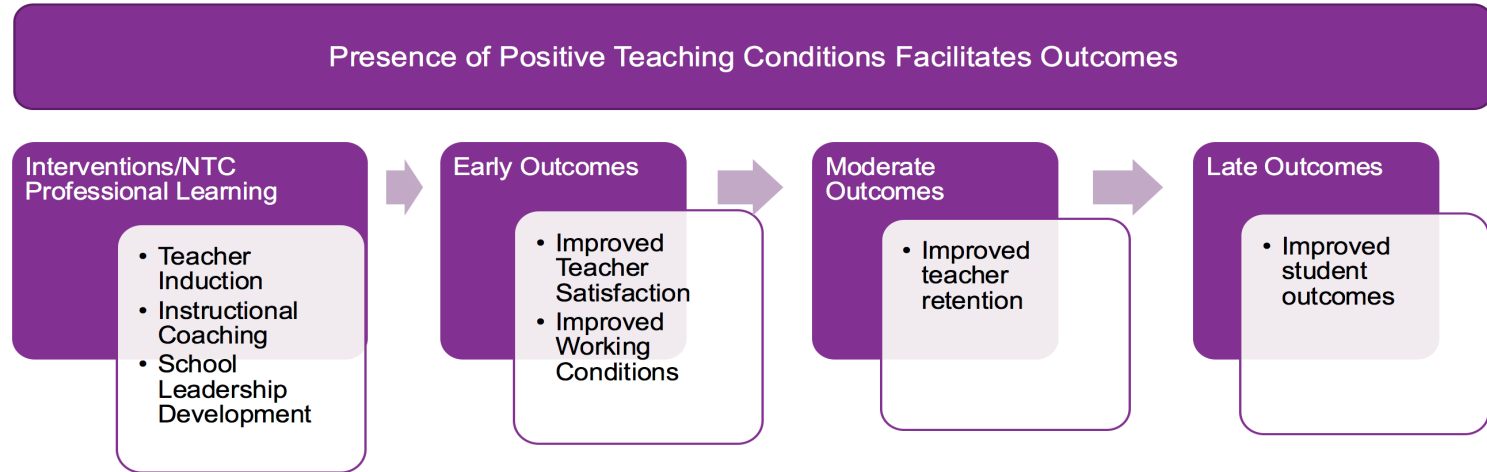 Presence of Positive Teaching Conditions Facilitates Outcomes
Interventions/NTC
Professional Learning
• Teacher
Induction
• Instructional
Coaching
• School
Leadership
Development
Early Outcomes
• Improved
Teacher
Satisfaction
• Improved
Working
Conditions
Moderate
Outcomes
• Improved
teacher
retention
Late Outcomes
• Improved
student
outcomes